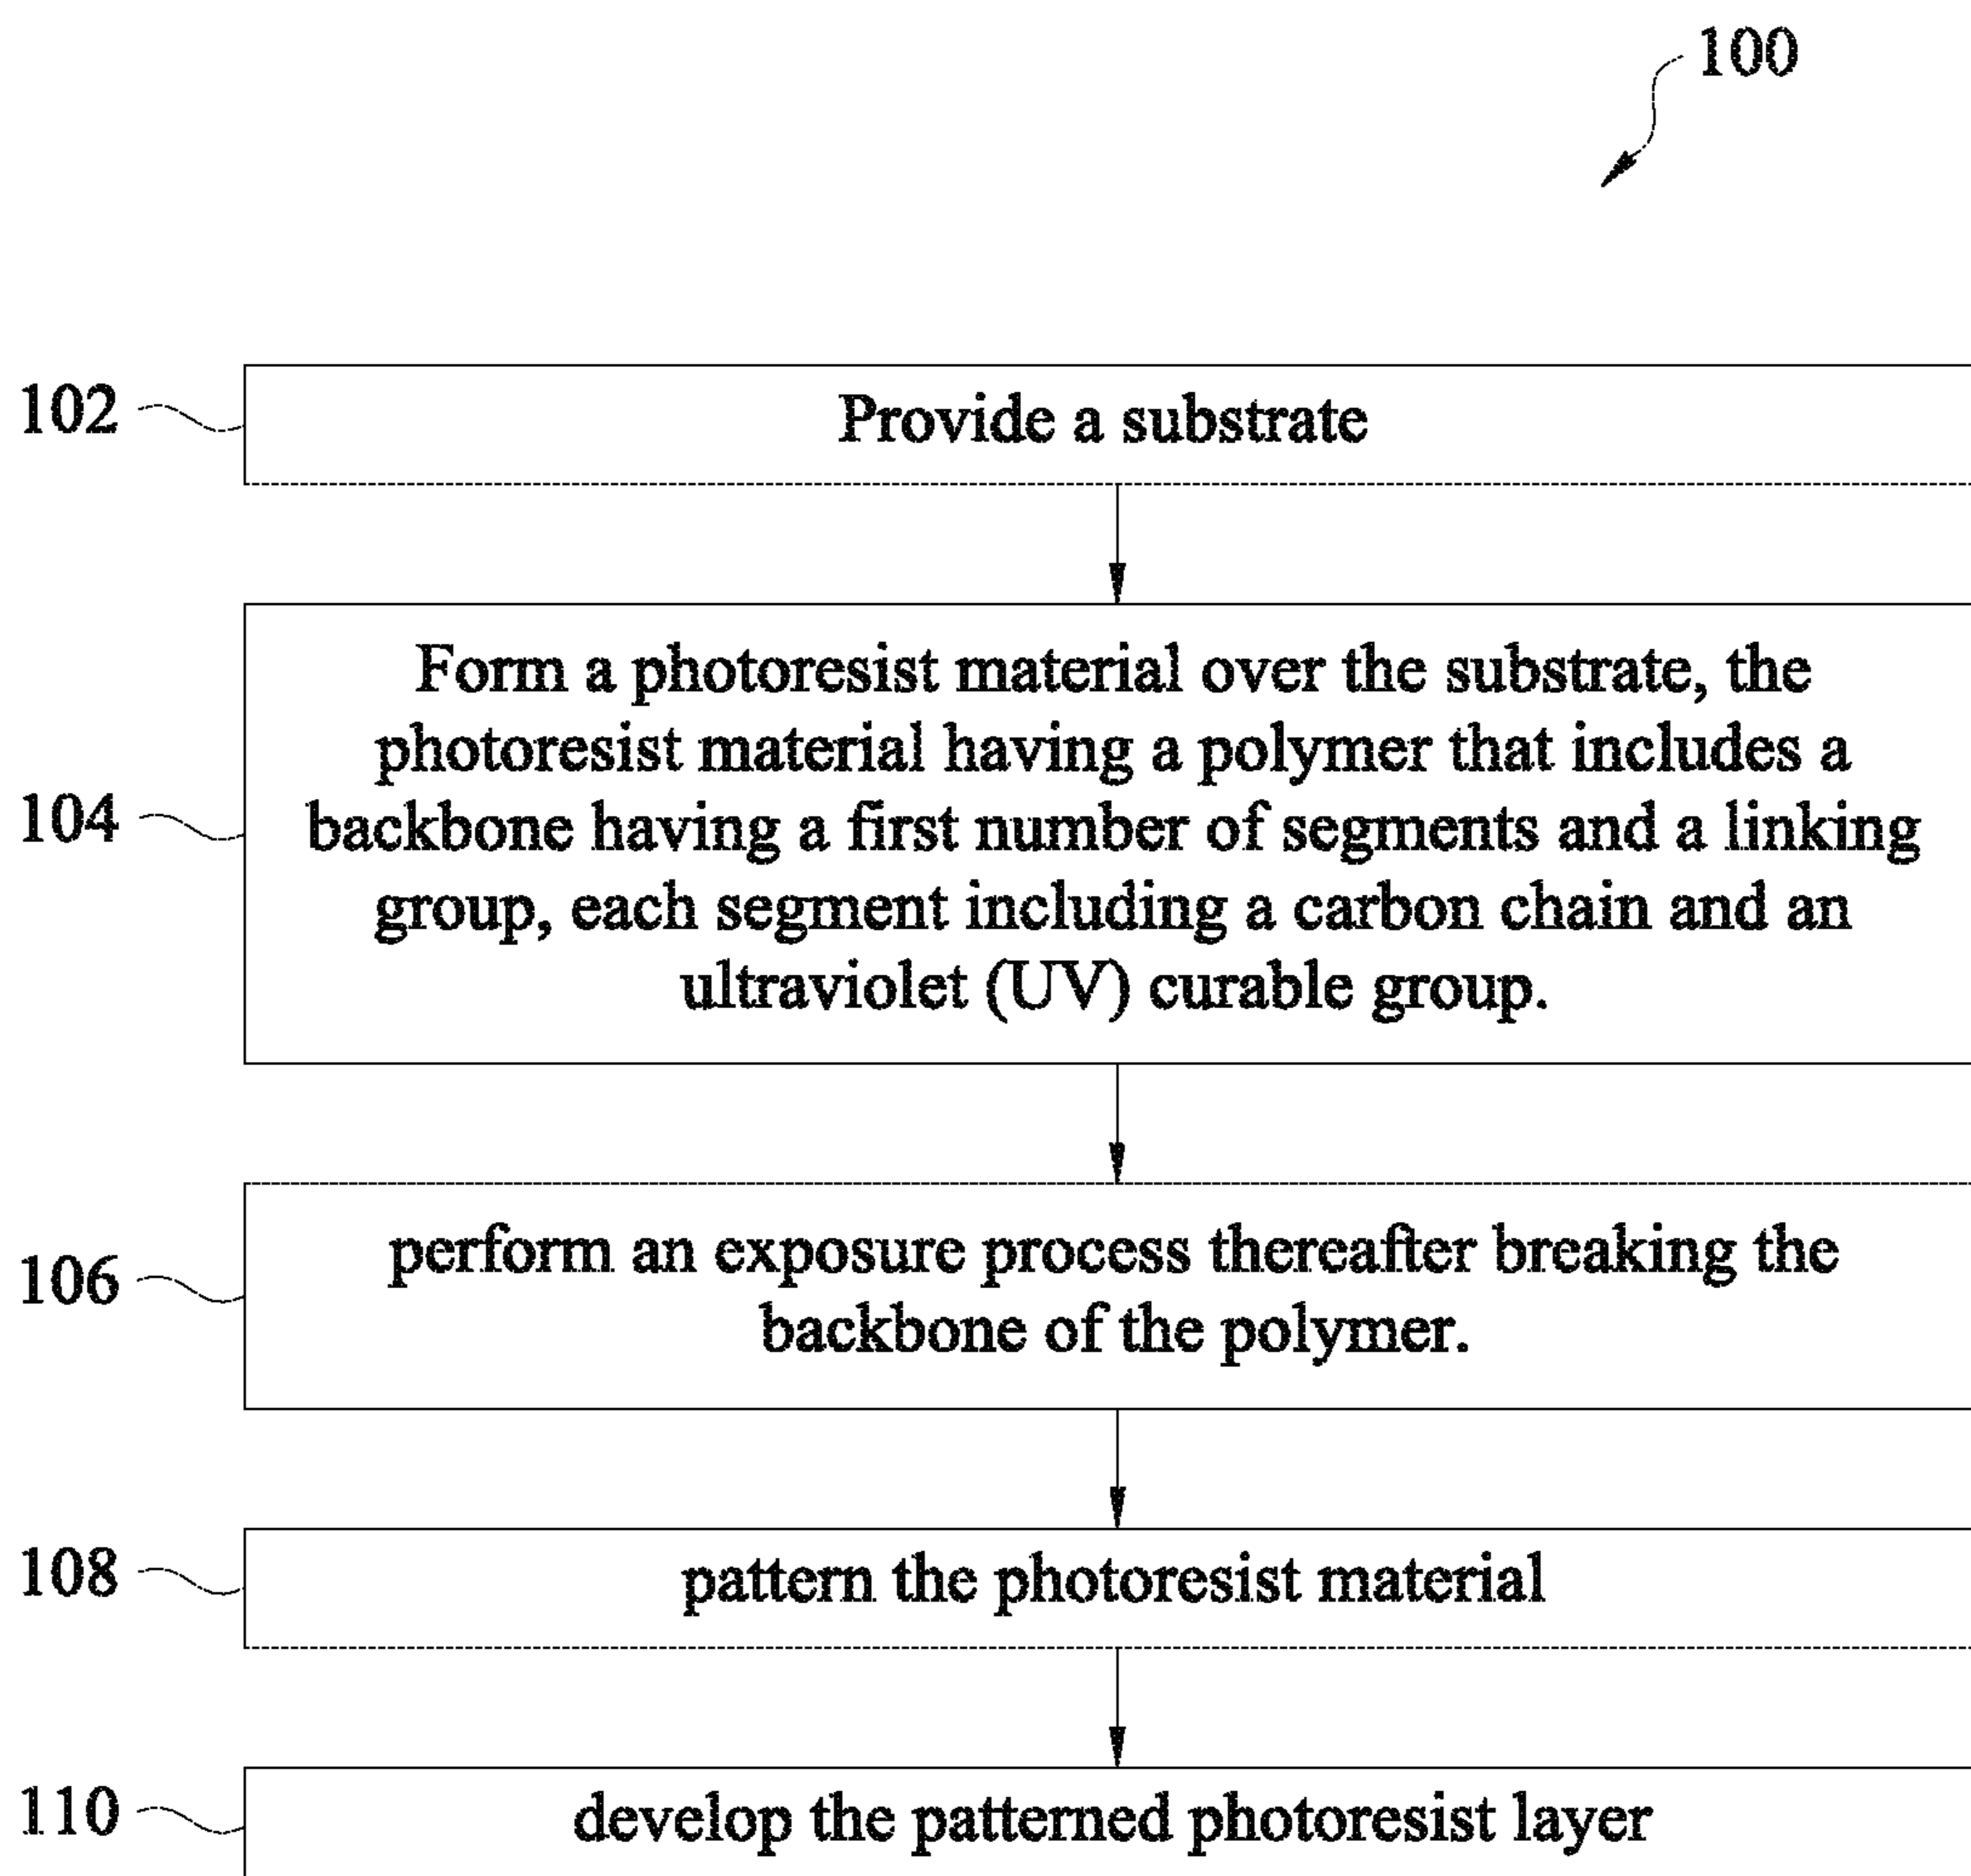 100
102
Provide a substrate
104
Form a photoresist material over the substrate, the
photoresist material having a polymer that includes a
backbone having a first number of segments and a linking
group, each segment including a carbon chain and an
ultraviolet (UV) curable group.
106
perform an exposure process thereafter breaking the
backbone of the polymer.
108
pattern the photoresist material
110
develop the patterned photoresist layer